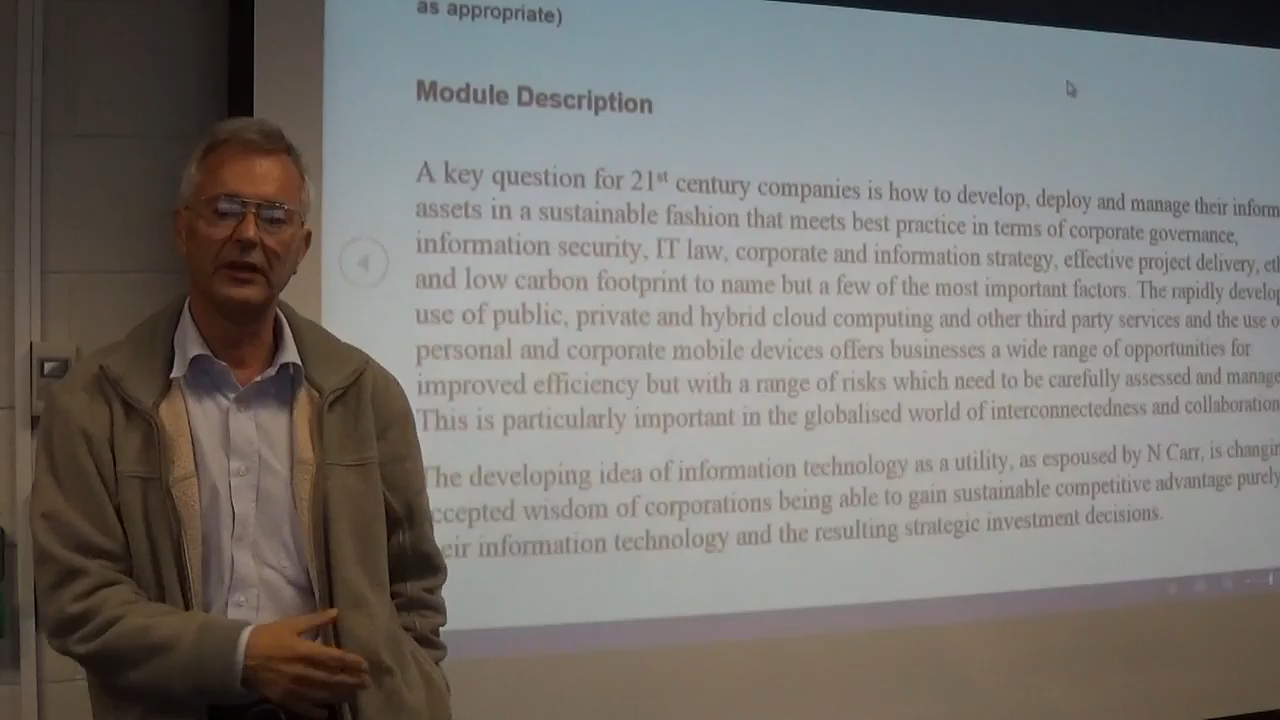 as appropriate)
Module Description
A key question for 21st century companies is how to develop, deploy and manage their inform
assets in a sustainable fashion that meets best practice in terms of corporate governance,
information security, IT law, corporate and information strategy, effective project delivery, et
and low carbon footprint to name but a few of the most important factors. The rapidly develop
use of public, private and hybrid cloud computing and other third party services and the use o
personal and corporate mobile devices offers businesses a wide range of opportunities for
improved efficiency but with a range of risks which need to be carefully assessed and manage
This is particularly important in the globalised world of interconnectedness and collaboration
The developing idea of information technology as a utility, as espoused by N Carr, is changin
ccepted wisdom of corporations being able to gain sustainable competitive advantage purely
eir information technology and the resulting strategic investment decisions.